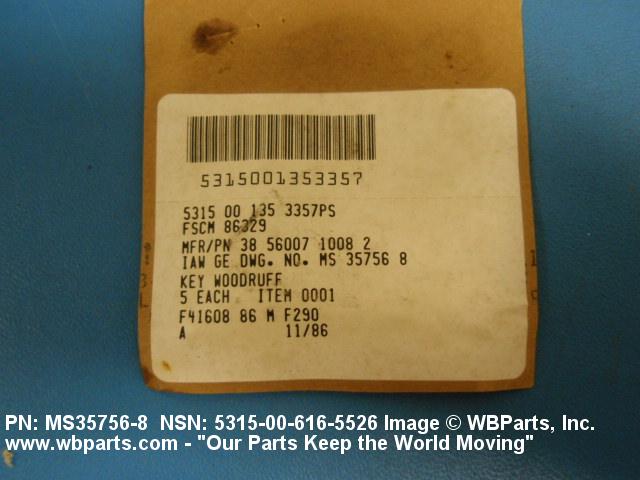 5315001353357
5315 00 135 3357PS
FSCM 86329
MFR/PN 38 56007 1008 2
IAW GE DWG. NO. MS 35756 8
KEY WOODRUFF
5 EACH ITEM 0001
F41608 86 M F290
A 11/86
PN: MS35756-8 NSN: 5315-00-616-5526 Image © WBParts, Inc.
www.wbparts.com - "Our Parts Keep the World Moving"